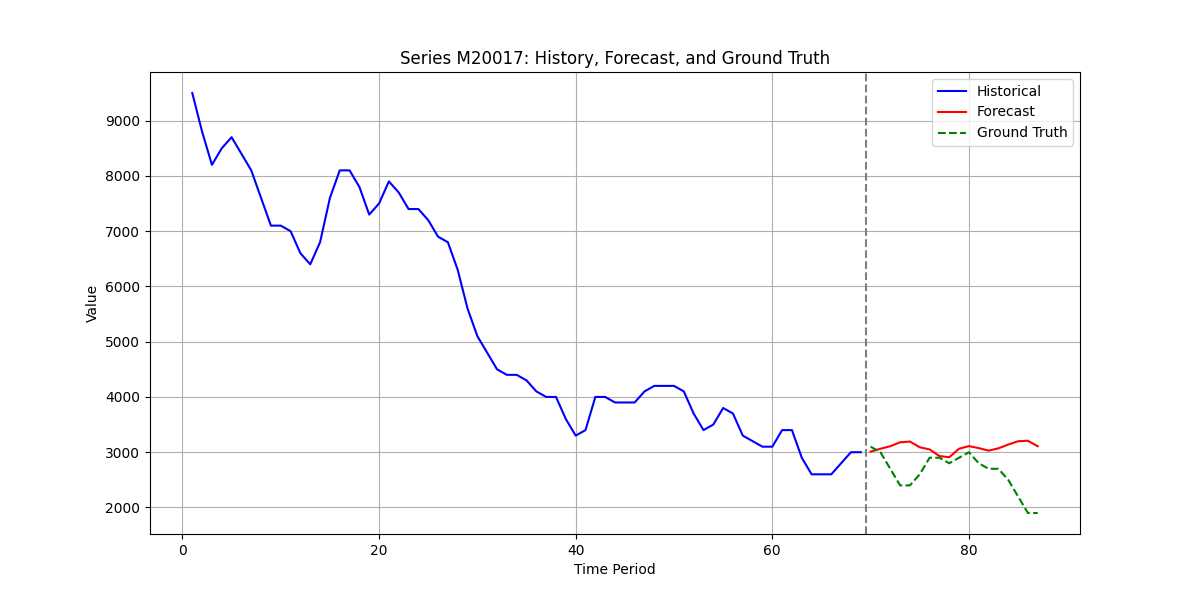 Series M20017: History, Forecast, and Ground Truth
Historical
Forecast
Ground Truth
Value
9000
8000
7000
6000
5000
4000
3000
2000
0 20 40 60 80
Time Period